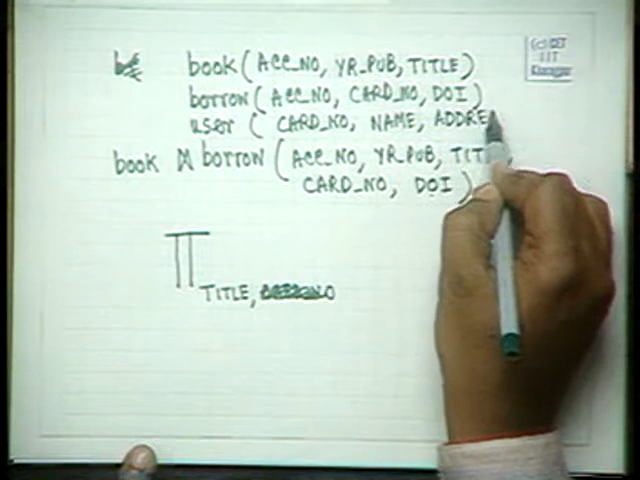 book (ACC_NO, YR_PUB, TITLE)
borrow (ACC_NO, CARD_NO, DOI)
user ( CARD_NO, NAME, ADDRE
book ⋈ borrow (ACC_NO, YR_PUB, TIT
CARD_NO, DOI)
Π TITLE,
(C) CET
IIT